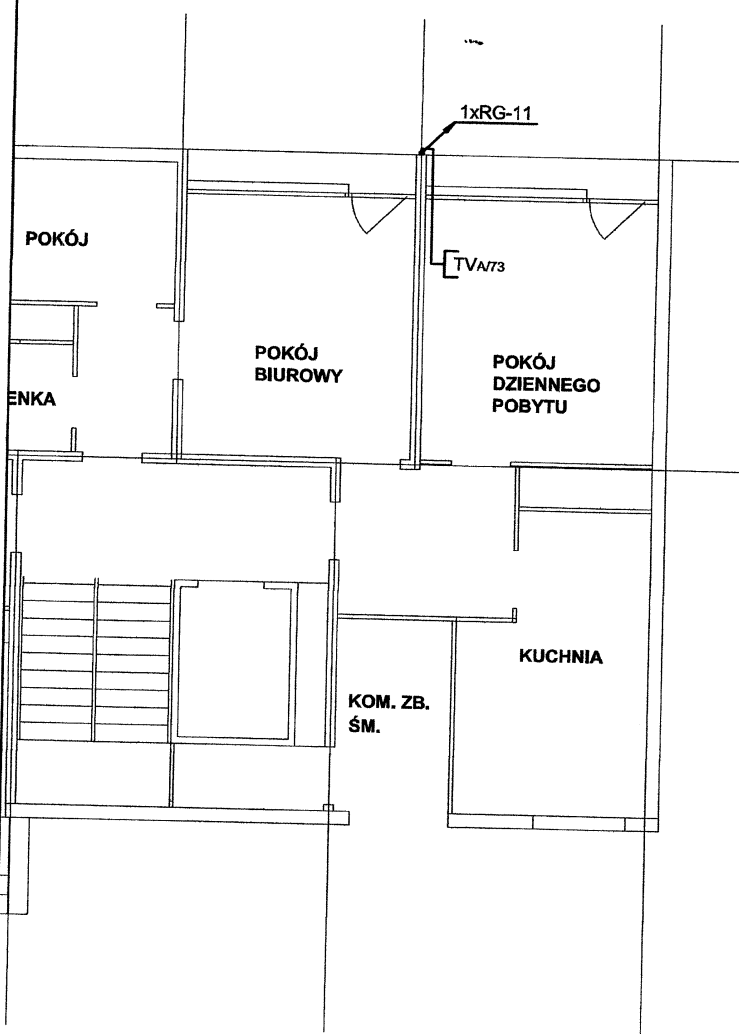 1xRG-11
POKÓJ
TVA/73
POKÓJ
BIUROWY
POKÓJ
DZIENNEGO
POBYTU
ENKA
KUCHNIA
KOM. ZB.
ŚM.